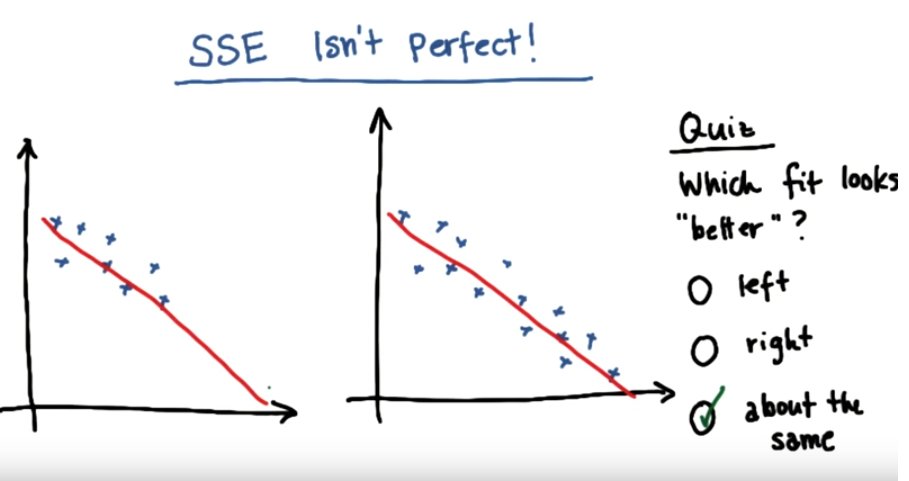 SSE Isn't Perfect!
Quiz
Which fit looks
"better"?
left
right
about the
same